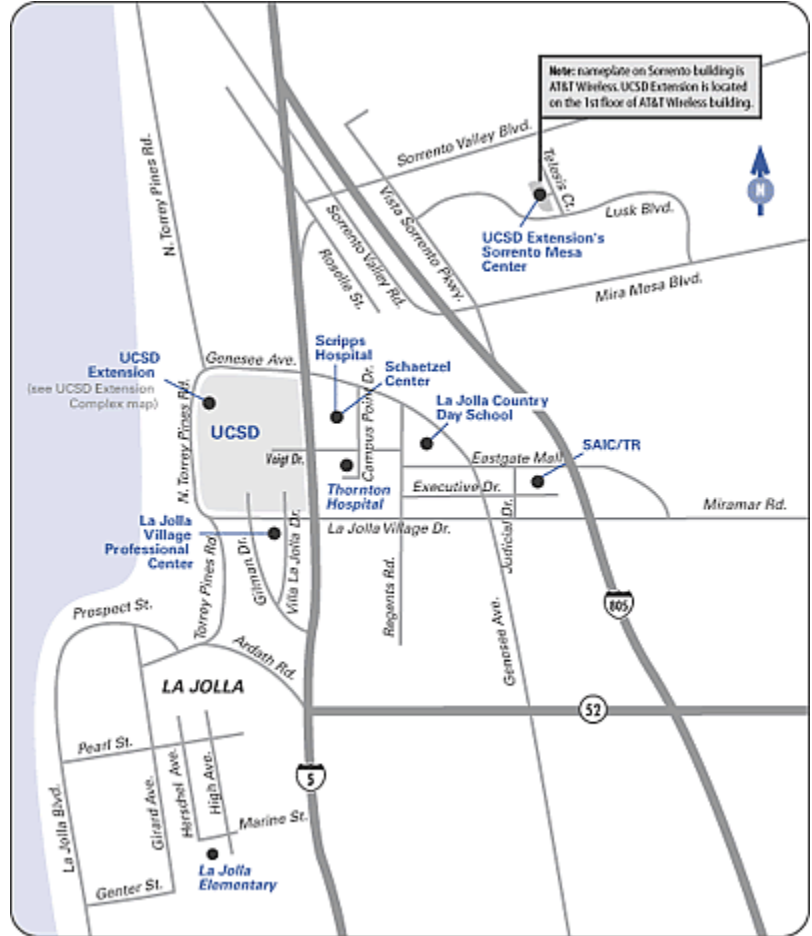 Note: nameplate on Sorrento building is
AT&T Wireless. UCSD Extension is located
on the 1st floor of AT&T Wireless building.
N. Torrey Pines Rd.
Sorrento Valley Blvd.
Telesis Ct.
N
Vista Sorrento Pkwy.
Lusk Blvd.
Sorrento Valley Rd.
UCSD Extension's
Sorrento Mesa
Center
Roselle St.
Mira Mesa Blvd.
Scripps
Hospital
UCSD
Extension
(see UCSD Extension
Complex map)
Genesee Ave.
Schaetzel
Center
Campus Point Dr.
La Jolla Country
Day School
N. Torrey Pines Rd.
UCSD
SAIC/TR
Voigt Dr.
Eastgate Mall
Thornton
Hospital
Executive Dr.
Miramar Rd.
La Jolla
Village
Professional
Center
La Jolla Village Dr.
Judicial Dr.
Torrey Pines Rd.
Gilman Dr.
Villa La Jolla Dr.
Regents Rd.
805
Prospect St.
Genesee Ave.
Ardath Rd.
LA JOLLA
52
Pearl St.
5
La Jolla Blvd.
Girard Ave.
Herschel Ave.
High Ave.
Marine St.
La Jolla
Elementary
Genter St.